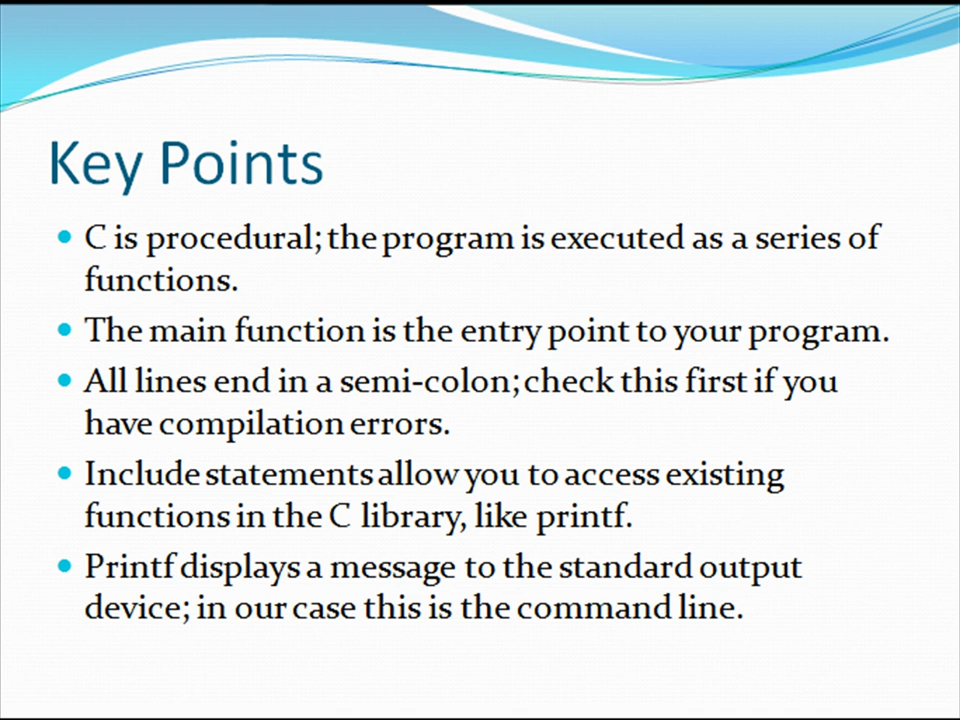 Key Points
• C is procedural; the program is executed as a series of
functions.
• The main function is the entry point to your program.
• All lines end in a semi-colon; check this first if you
have compilation errors.
• Include statements allow you to access existing
functions in the C library, like printf.
• Printf displays a message to the standard output
device; in our case this is the command line.